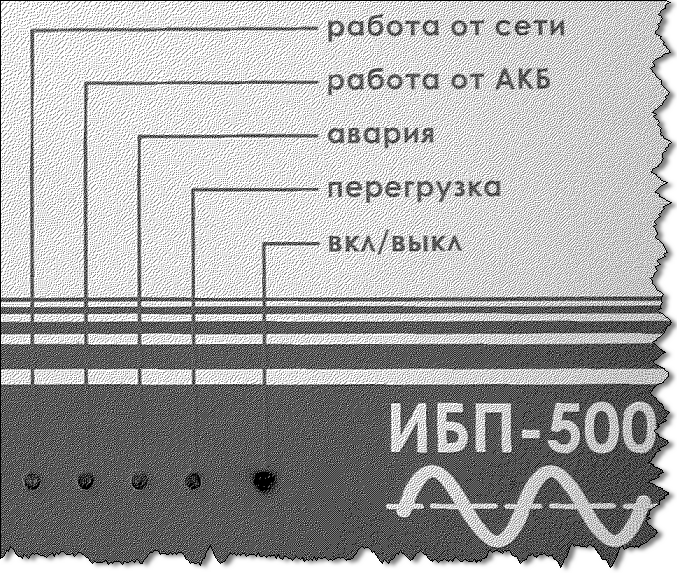 работа от сети
работа от АКБ
авария
перегрузка
вкл/выкл
ИБП-500